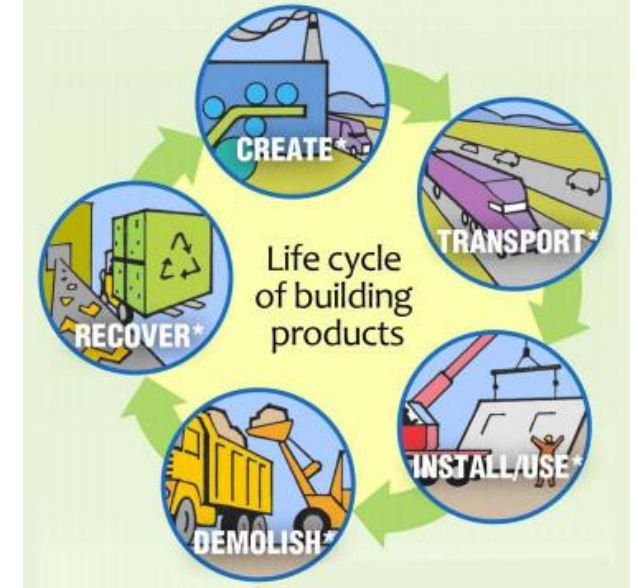 CREATE*
TRANSPORT*
Life cycle
of building
products
RECOVER*
INSTALL/USE*
DEMOLISH*